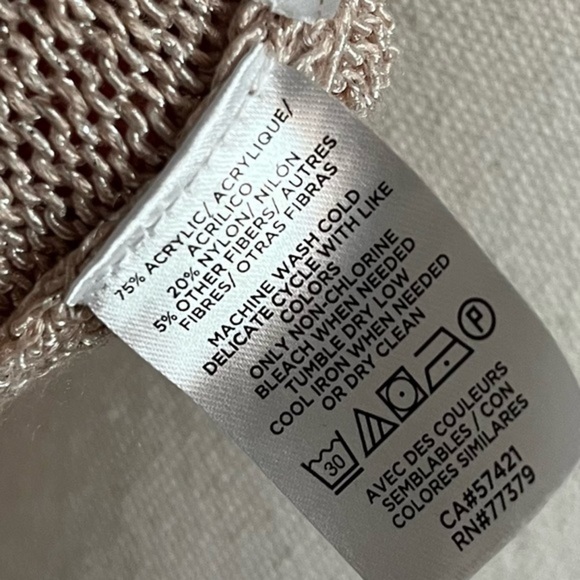 75% ACRYLIC/ ACRYLIQUE/
ACRÍLICO
20% NYLON/ NILÓN
5% OTHER FIBERS/ AUTRES
FIBRES/ OTRAS FIBRAS
MACHINE WASH COLD
DELICATE CYCLE WITH LIKE
COLORS
ONLY NON-CHLORINE
BLEACH WHEN NEEDED
TUMBLE DRY LOW
COOL IRON WHEN NEEDED
OR DRY CLEAN
30 P
AVEC DES COULEURS
SEMBLABLES / CON
COLORES SIMILARES
CA#57421
RN#77379